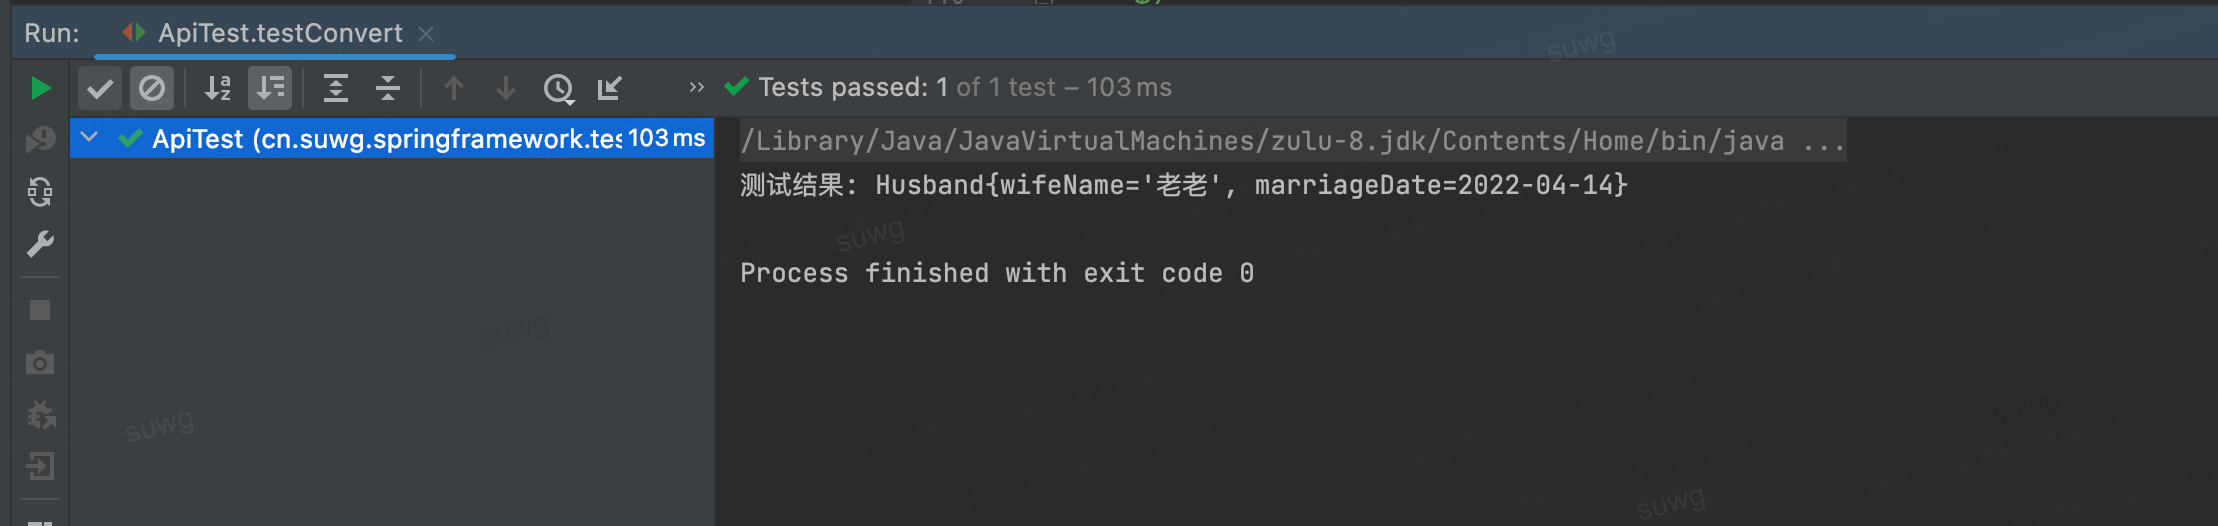 Run: ApiTest.testConvert
Tests passed: 1 of 1 test – 103 ms
ApiTest (cn.suwg.springframework.tes 103 ms
/Library/Java/JavaVirtualMachines/zulu-8.jdk/Contents/Home/bin/java ...
测试结果: Husband{wifeName='老老', marriageDate=2022-04-14}
Process finished with exit code 0
suwg
suwg
suwg
suwg
suwg
suwg